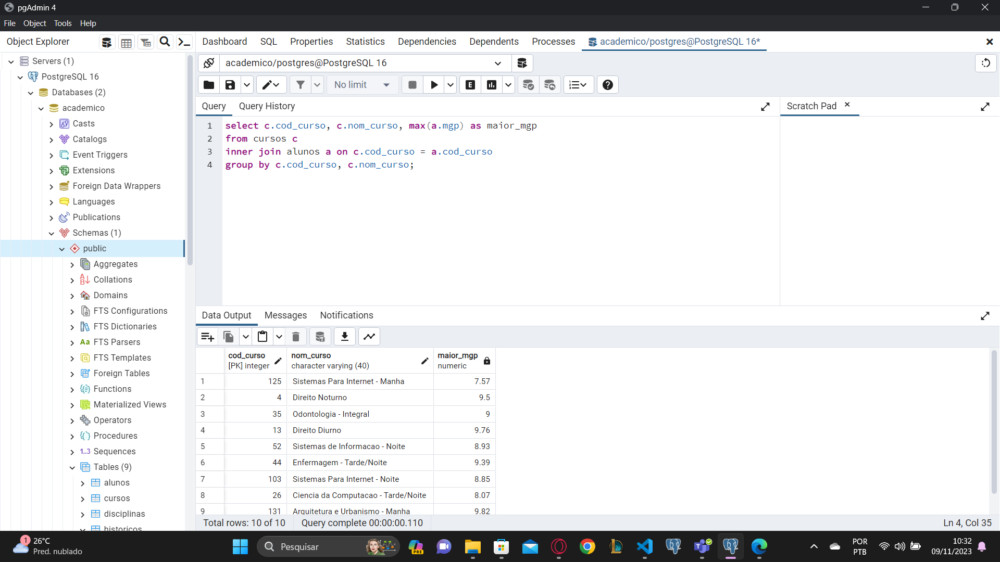 pgAdmin 4
File Object Tools Help
Object Explorer
Dashboard SQL Properties Statistics Dependencies Dependents Processes academico/postgres@PostgreSQL 16*
Servers (1)
PostgreSQL 16
Databases (2)
academico
Casts
Catalogs
Event Triggers
Extensions
Foreign Data Wrappers
Languages
Publications
Schemas (1)
public
Aggregates
Collations
Domains
FTS Configurations
FTS Dictionaries
Aa FTS Parsers
FTS Templates
Foreign Tables
Functions
Materialized Views
Operators
Procedures
1..3 Sequences
Tables (9)
alunos
cursos
disciplinas
historicos
academico/postgres@PostgreSQL 16
No limit
E
Query Query History
Scratch Pad
1 select c.cod_curso, c.nom_curso, max(a.mgp) as maior_mgp
2 from cursos c
3 inner join alunos a on c.cod_curso = a.cod_curso
4 group by c.cod_curso, c.nom_curso;
Data Output Messages Notifications
cod_curso nom_curso maior_mgp
[PK] integer character varying (40) numeric
1 125 Sistemas Para Internet - Manha 7.57
2 4 Direito Noturno 9.5
3 35 Odontologia - Integral 9
4 13 Direito Diurno 9.76
5 52 Sistemas de Informacao - Noite 8.93
6 44 Enfermagem - Tarde/Noite 9.39
7 103 Sistemas Para Internet - Noite 8.85
8 26 Ciencia da Computacao - Tarde/Noite 8.07
9 131 Arquitetura e Urbanismo - Manha 9.82
Total rows: 10 of 10 Query complete 00:00:00.110 Ln 4, Col 35
1
26°C
Pred. nublado
Pesquisar
PRE
POR
PTB
10:32
09/11/2023